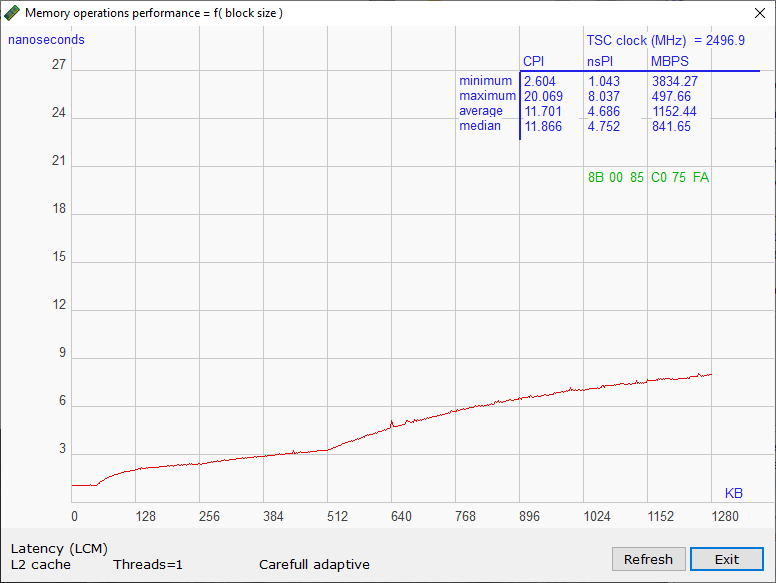 Memory operations performance = f( block size )
nanoseconds
TSC clock (MHz) = 2496.9
CPI nsPI MBPS
minimum 2.604 1.043 3834.27
maximum 20.069 8.037 497.66
average 11.701 4.686 1152.44
median 11.866 4.752 841.65
8B 00 85 C0 75 FA
27
24
21
18
15
12
9
6
3
KB
0 128 256 384 512 640 768 896 1024 1152 1280
Latency (LCM)
L2 cache Threads=1 Carefull adaptive
Refresh Exit